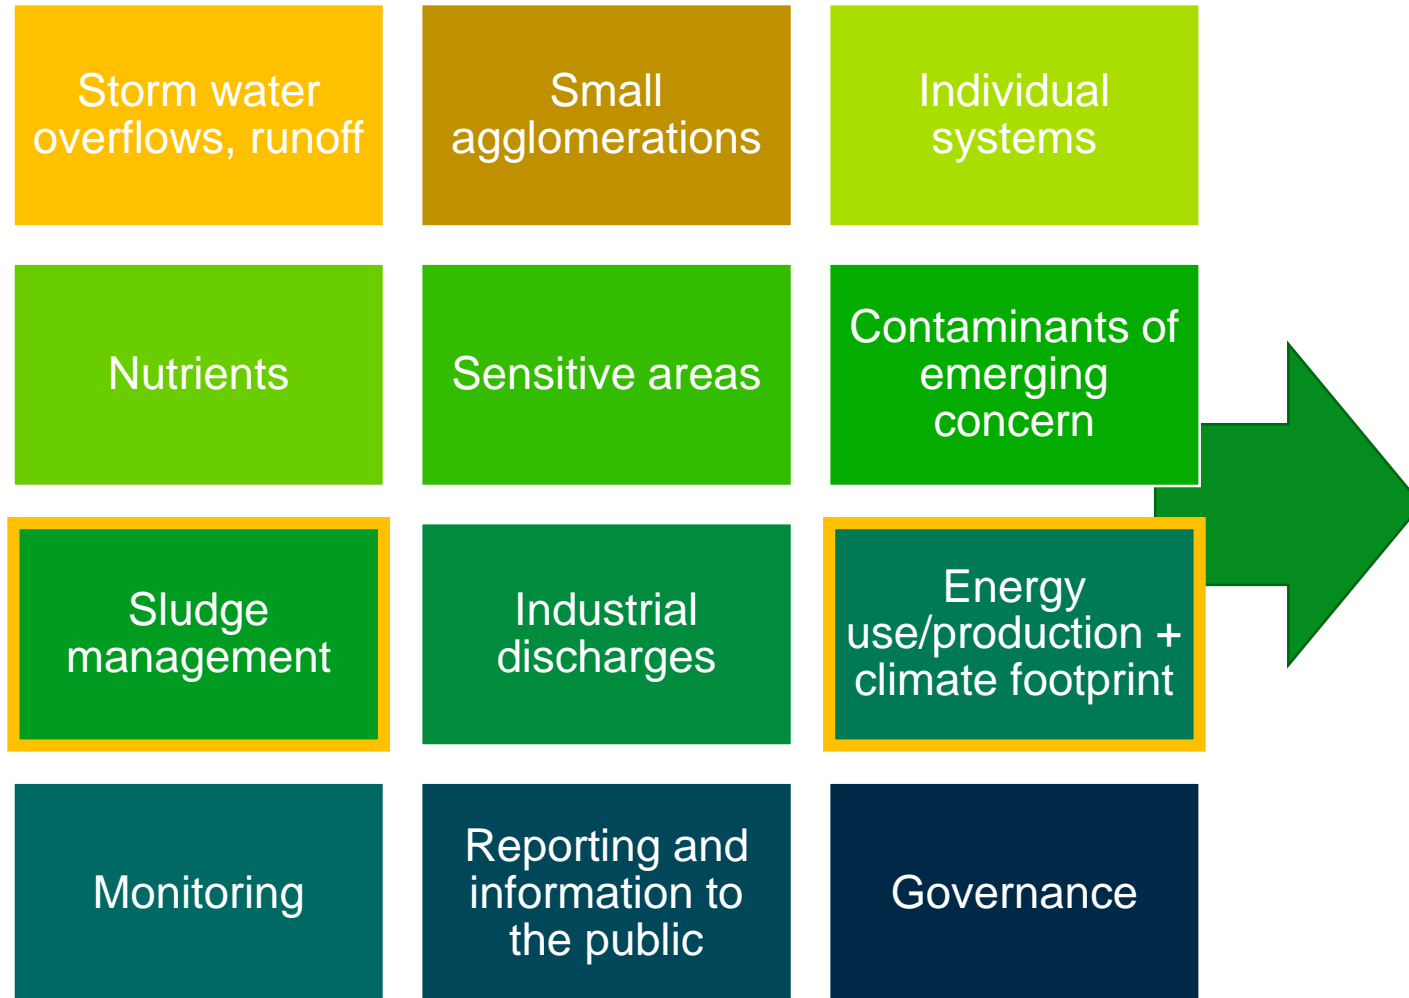 Storm water
overflows, runoff
Small
agglomerations
Individual
systems
Nutrients
Sensitive areas
Contaminants of
emerging
concern
Sludge
management
Industrial
discharges
Energy
use/production +
climate footprint
Monitoring
Reporting and
information to
the public
Governance